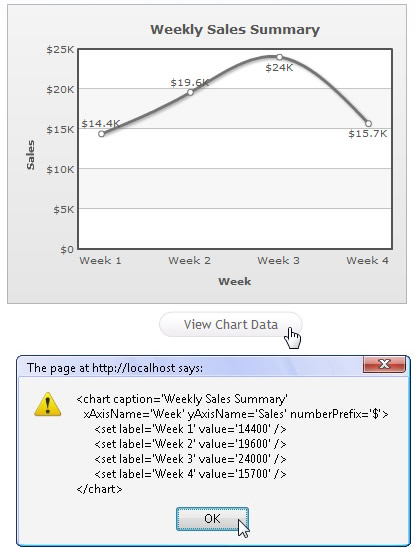 Weekly Sales Summary
$25K
$20K
$15K
$10K
$5K
$0
Sales
$14.4K
$19.6K
$24K
$15.7K
Week 1 Week 2 Week 3 Week 4
Week
View Chart Data
The page at http://localhost says:
<chart caption='Weekly Sales Summary'
xAxisName='Week' yAxisName='Sales' numberPrefix='$'>
<set label='Week 1' value='14400' />
<set label='Week 2' value='19600' />
<set label='Week 3' value='24000' />
<set label='Week 4' value='15700' />
</chart>
OK